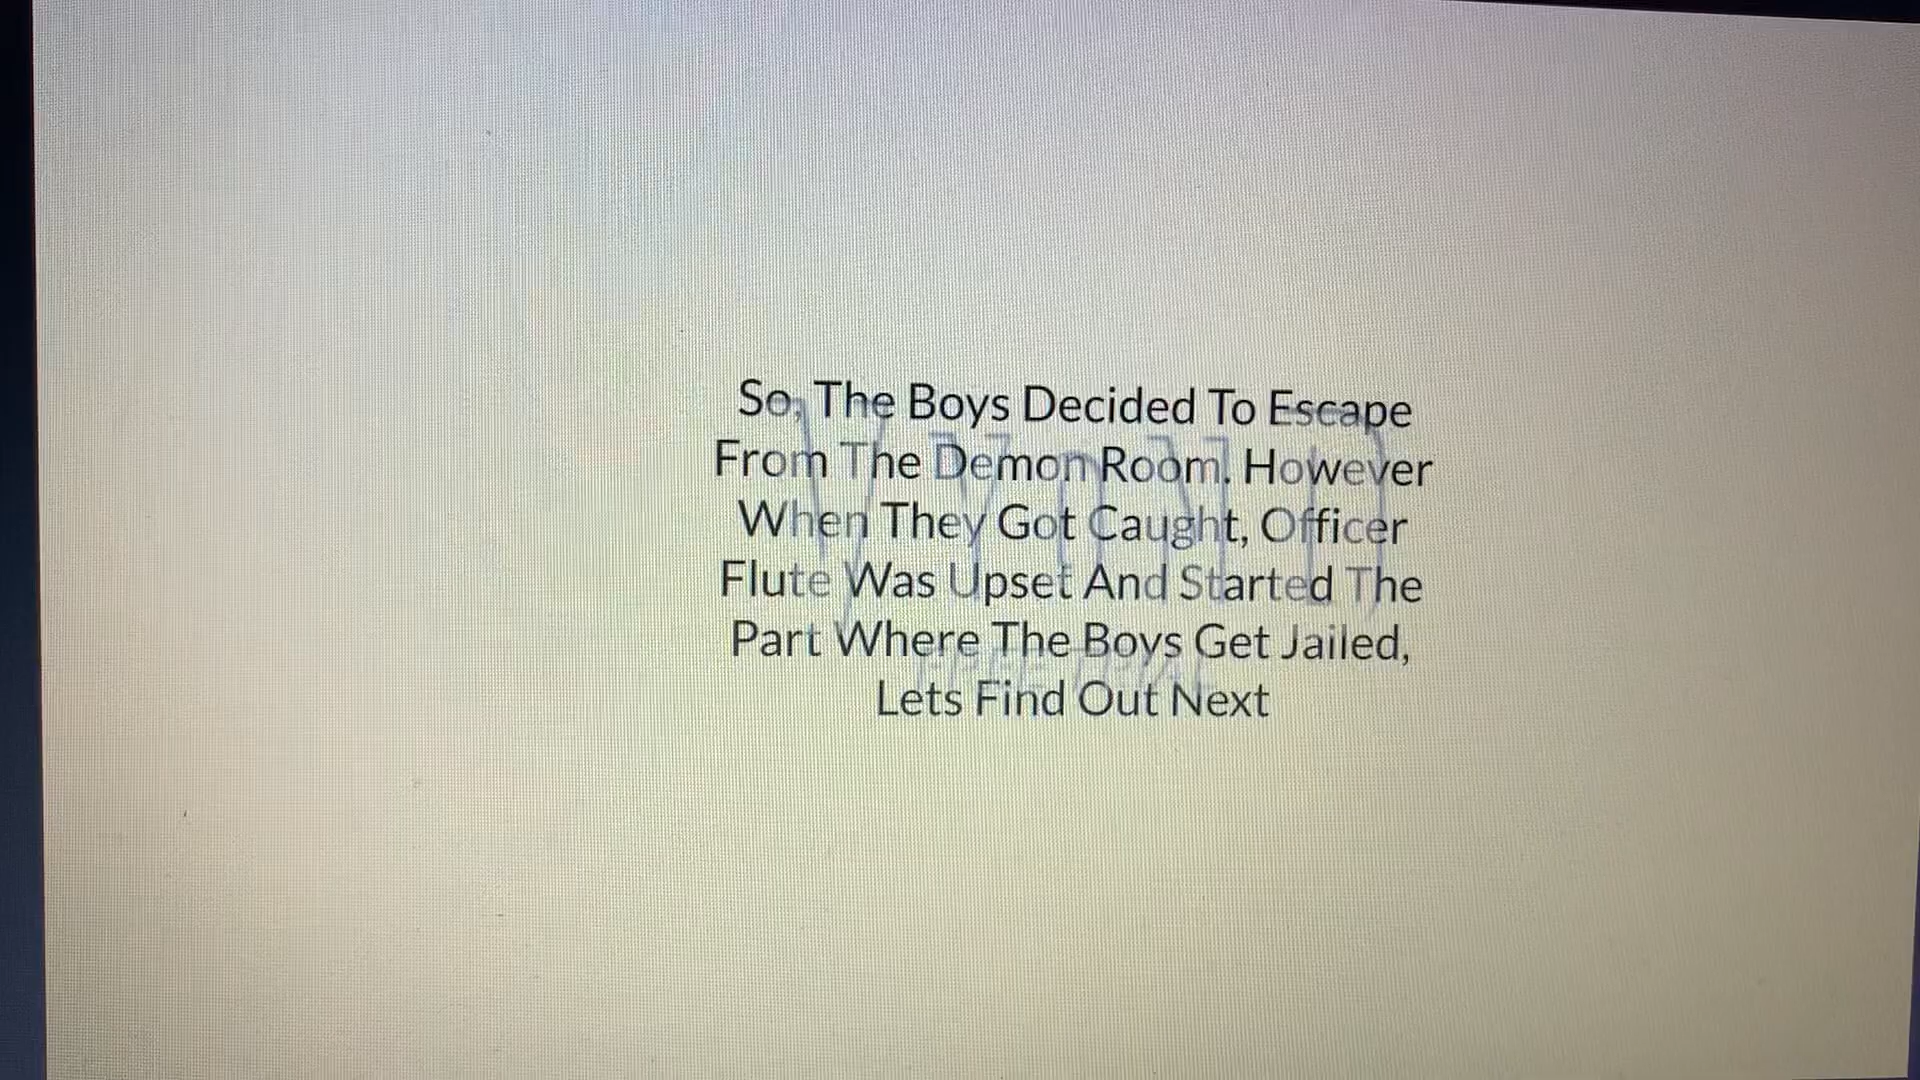 So, The Boys Decided To Escape
From The Demon Room. However
When They Got Caught, Officer
Flute Was Upset And Started The
Part Where The Boys Get Jailed,
Lets Find Out Next